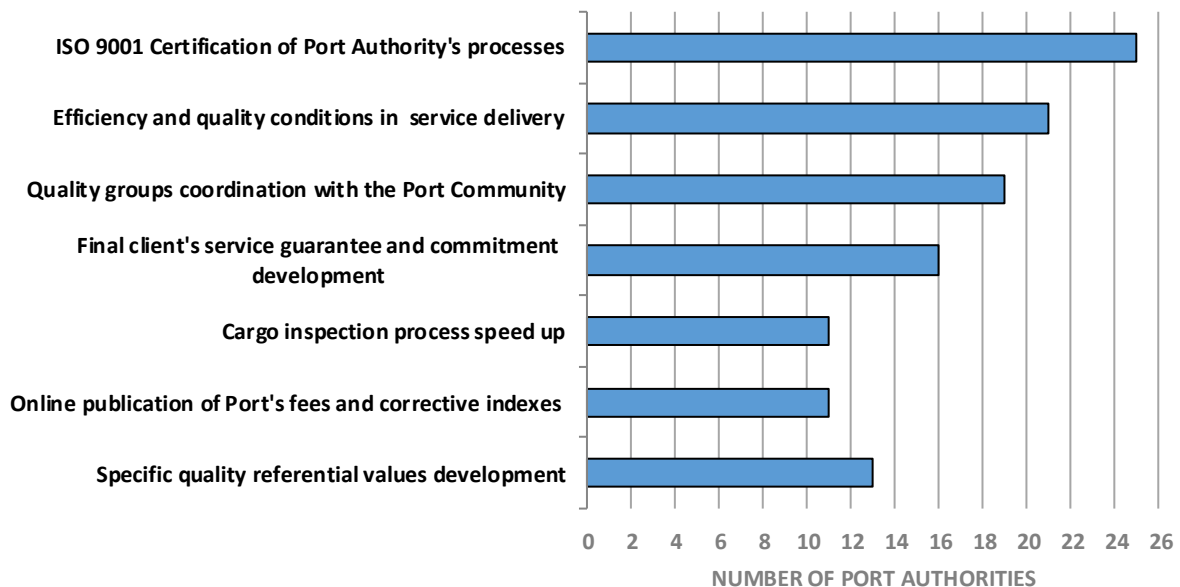 ISO 9001 Certification of Port Authority's processes
Efficiency and quality conditions in service delivery
Quality groups coordination with the Port Community
Final client's service guarantee and commitment
development
Cargo inspection process speed up
Online publication of Port's fees and corrective indexes
Specific quality referential values development
0 2 4 6 8 10 12 14 16 18 20 22 24 26
NUMBER OF PORT AUTHORITIES